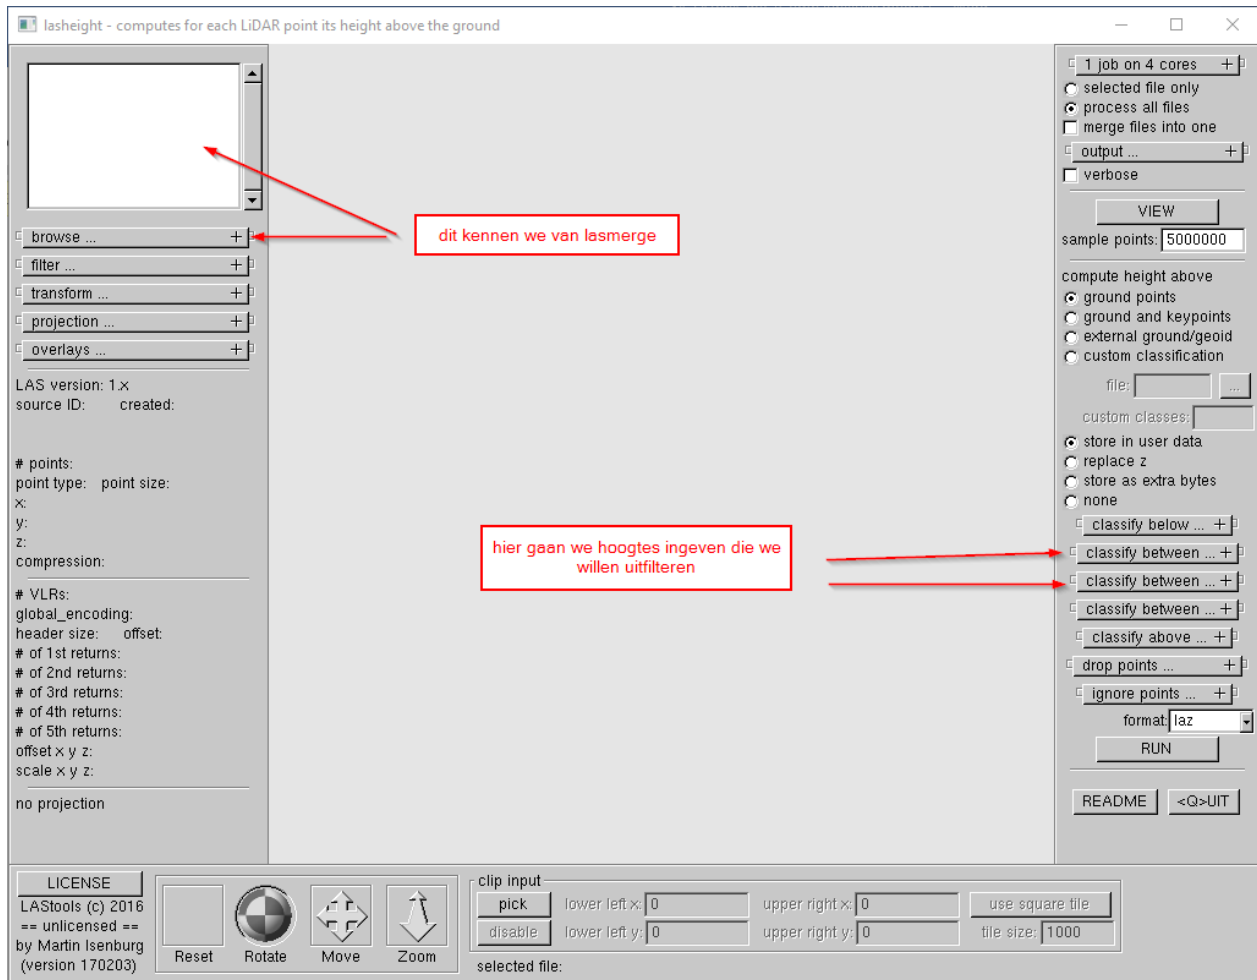 lasheight - computes for each LiDAR point its height above the ground
browse ...
filter ...
transform ...
projection ...
overlays ...
LAS version: 1.x
source ID: created:
# points:
point type: point size:
x:
y:
z:
compression:
# VLRs:
global_encoding:
header size: offset:
# of 1st returns:
# of 2nd returns:
# of 3rd returns:
# of 4th returns:
# of 5th returns:
offset x y z:
scale x y z:
no projection
dit kennen we van lasmerge
hier gaan we hoogtes ingeven die we
willen uitfilteren
1 job on 4 cores +
selected file only
process all files
merge files into one
output ... +
verbose
VIEW
sample points: 5000000
compute height above
ground points
ground and keypoints
external ground/geoid
custom classification
file: ...
custom classes:
store in user data
replace z
store as extra bytes
none
classify below ... +
classify between ... +
classify between ... +
classify between ... +
classify above ... +
drop points ... +
ignore points ... +
format: laz
RUN
README <Q>UIT
LICENSE
LAStools (c) 2016
== unlicensed ==
by Martin Isenburg
(version 170203)
Reset Rotate Move Zoom
clip input
pick lower left x: 0 upper right x: 0 use square tile
disable lower left y: 0 upper right y: 0 tile size: 1000
selected file: